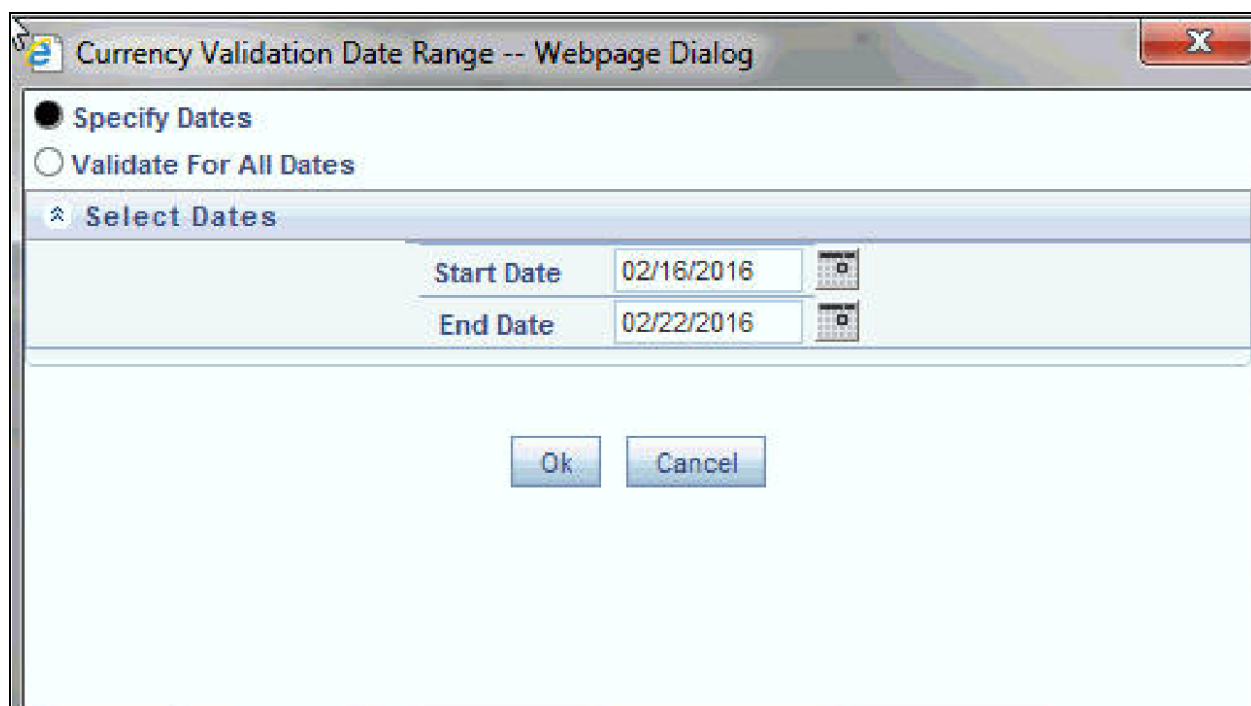 Currency Validation Date Range -- Webpage Dialog
X
Specify Dates
Validate For All Dates
Select Dates
Start Date 02/16/2016
End Date 02/22/2016
Ok Cancel